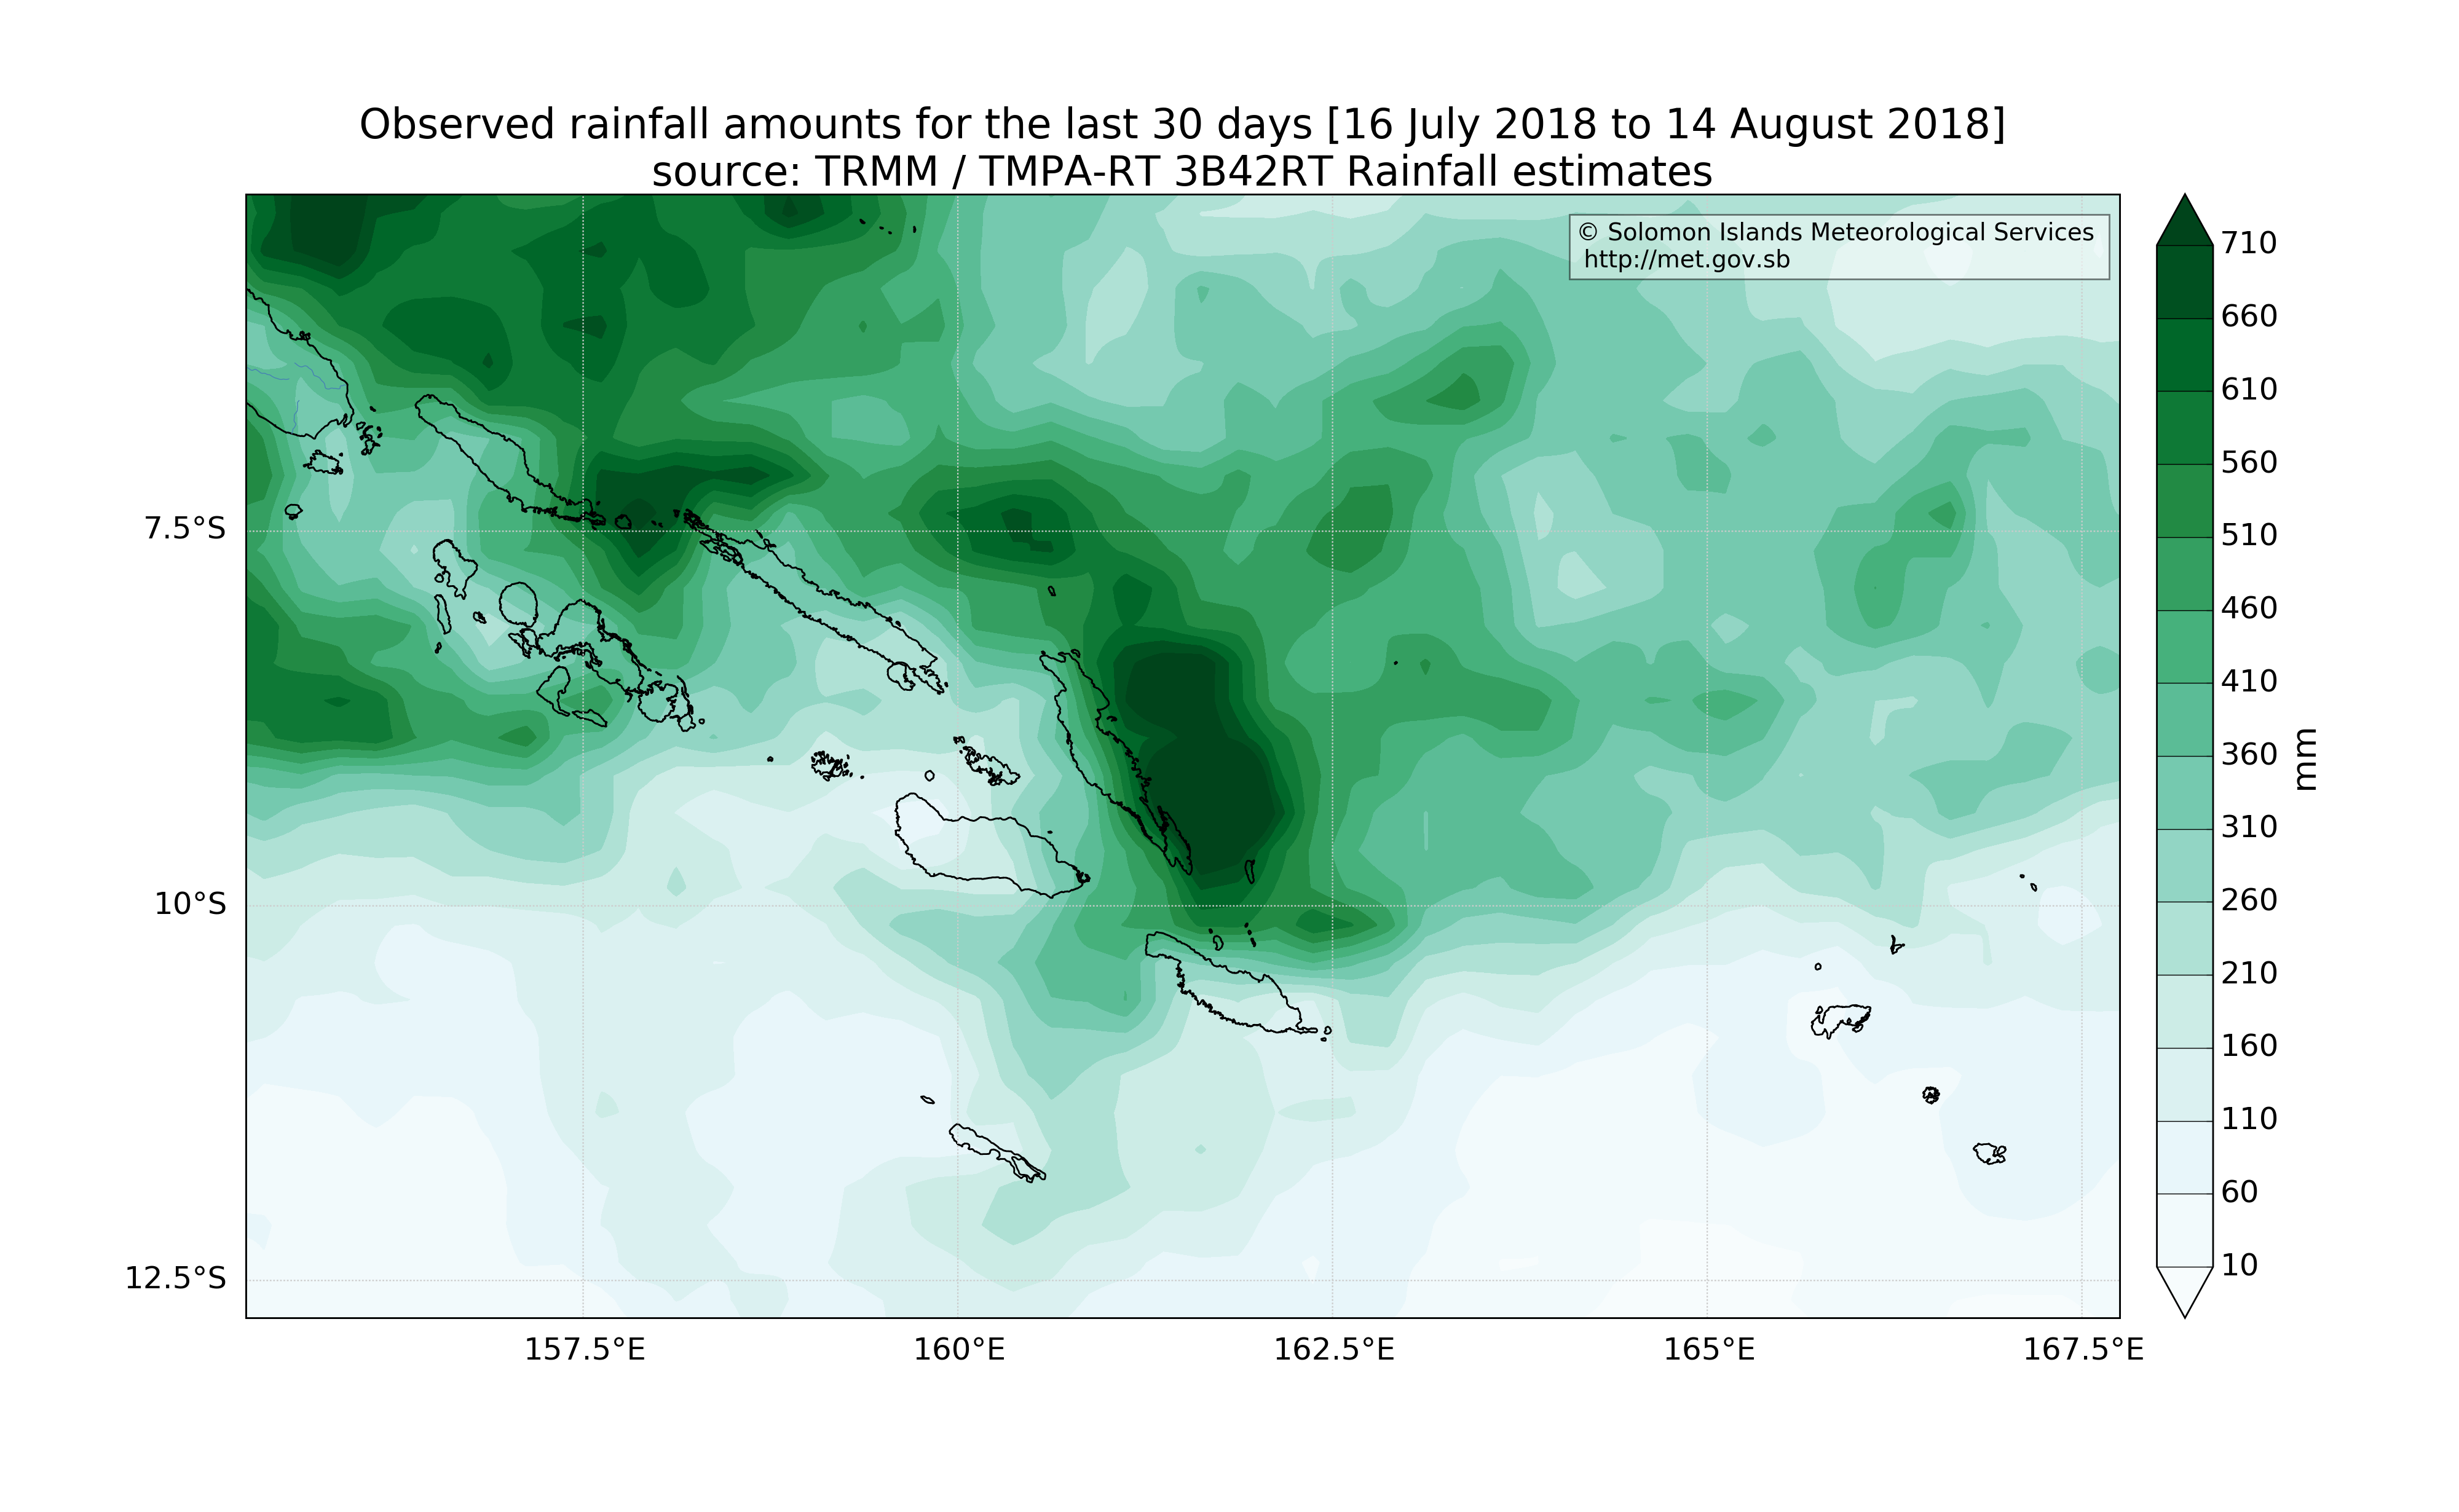 Observed rainfall amounts for the last 30 days [16 July 2018 to 14 August 2018]
source: TRMM / TMPA-RT 3B42RT Rainfall estimates
© Solomon Islands Meteorological Services
http://met.gov.sb
7.5°S
10°S
12.5°S
157.5°E
160°E
162.5°E
165°E
167.5°E
710
660
610
560
510
460
410
360
310
260
210
160
110
60
10
mm